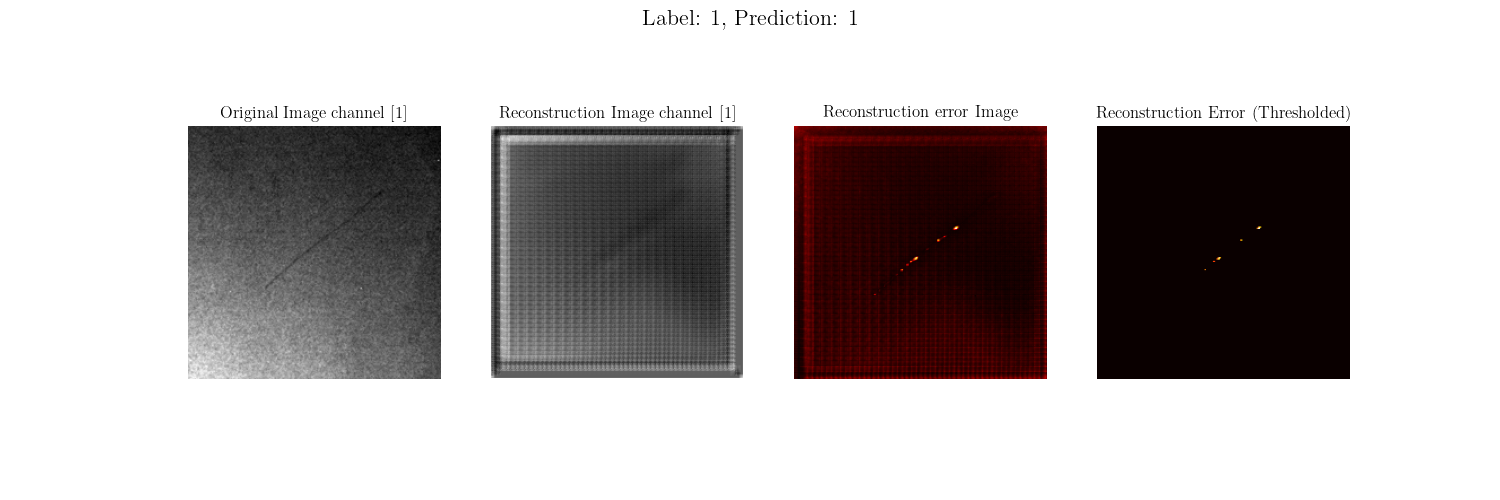 Label: 1, Prediction: 1
Original Image channel [1]
Reconstruction Image channel [1]
Reconstruction error Image
Reconstruction Error (Thresholded)